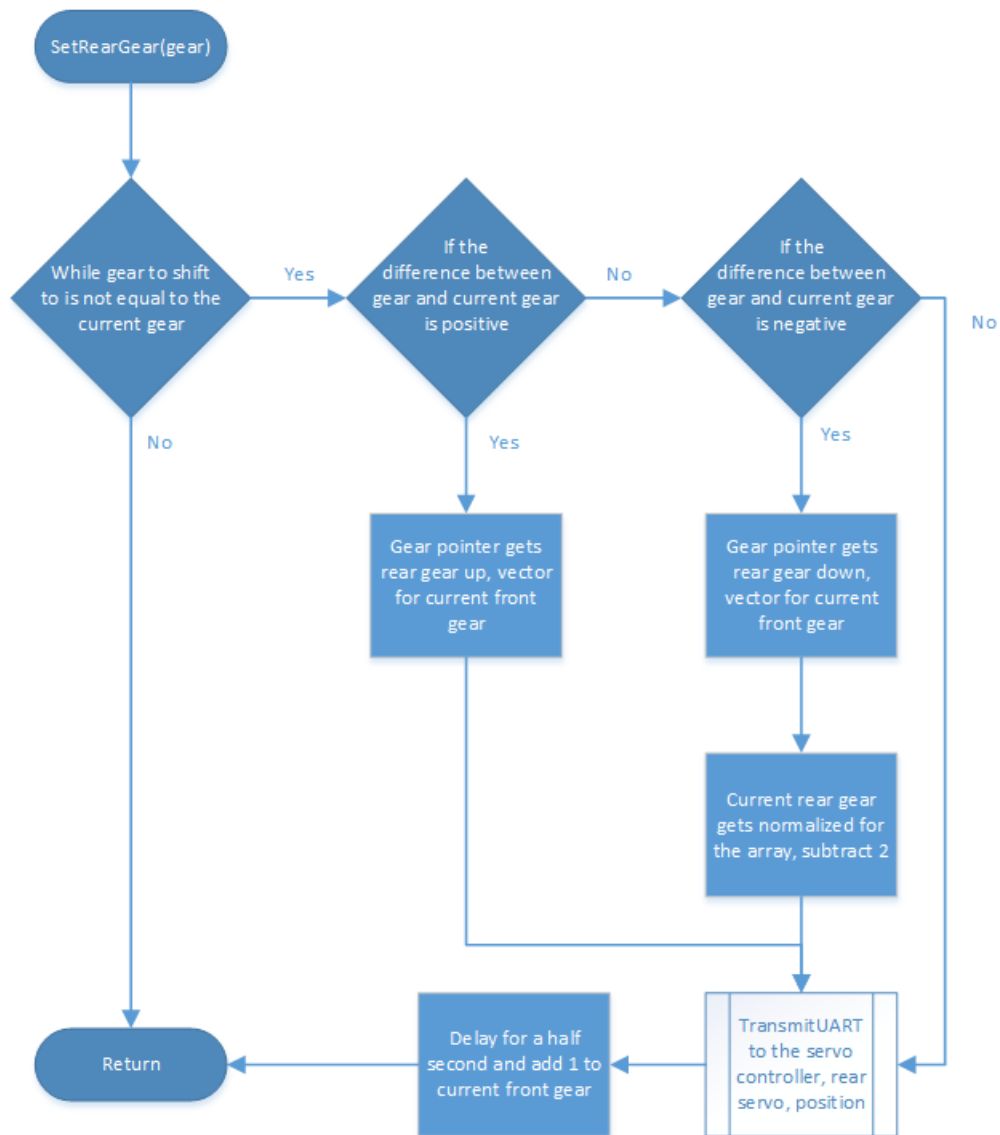 SetRearGear(gear)
While gear to shift
to is not equal to the
current gear
Yes
If the
difference between
gear and current gear
is positive
No
If the
difference between
gear and current gear
is negative
No
No
Yes
Yes
Gear pointer gets
rear gear up, vector
for current front
gear
Gear pointer gets
rear gear down,
vector for current
front gear
Current rear gear
gets normalized for
the array, subtract 2
TransmitUART
to the servo
controller, rear
servo, position
Delay for a half
second and add 1 to
current front gear
Return